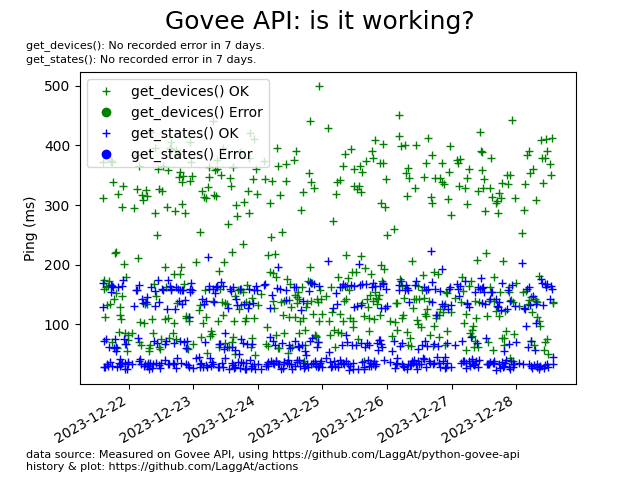 Govee API: is it working?
get_devices(): No recorded error in 7 days.
get_states(): No recorded error in 7 days.
get_devices() OK
get_devices() Error
get_states() OK
get_states() Error
Ping (ms)
500
400
300
200
100
2023-12-22
2023-12-23
2023-12-24
2023-12-25
2023-12-26
2023-12-27
2023-12-28
data source: Measured on Govee API, using https://github.com/LaggAt/python-govee-api
history & plot: https://github.com/LaggAt/actions